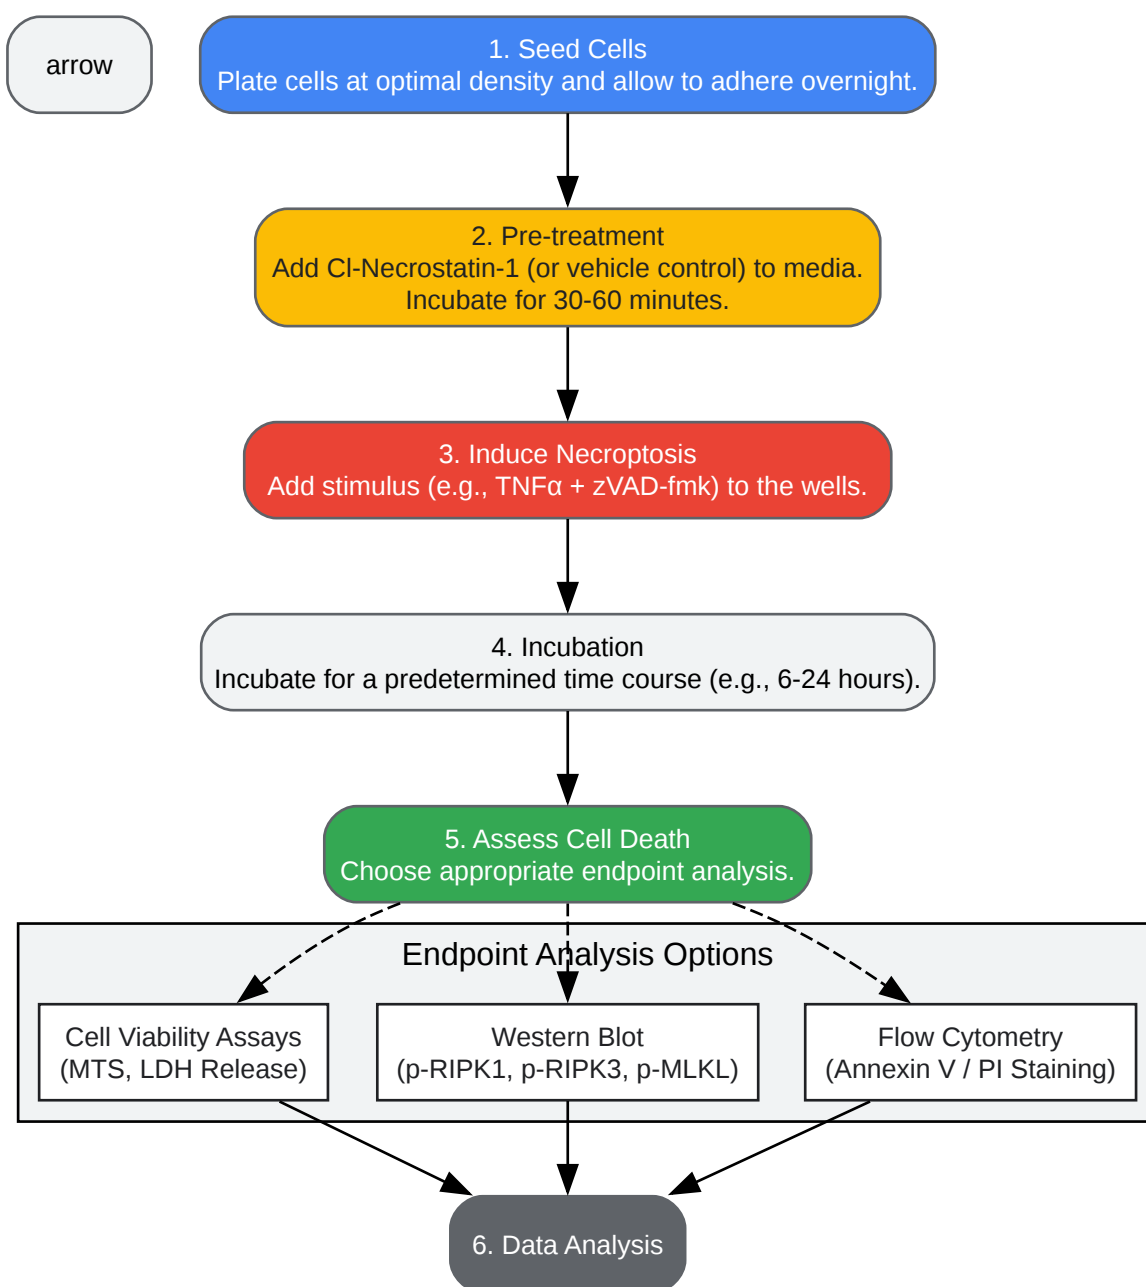 arrow
1. Seed Cells
Plate cells at optimal density and allow to adhere overnight.
2. Pre-treatment
Add Cl-Necrostatin-1 (or vehicle control) to media.
Incubate for 30-60 minutes.
3. Induce Necroptosis
Add stimulus (e.g., TNFα + zVAD-fmk) to the wells.
4. Incubation
Incubate for a predetermined time course (e.g., 6-24 hours).
5. Assess Cell Death
Choose appropriate endpoint analysis.
Endpoint Analysis Options
Cell Viability Assays
(MTS, LDH Release)
Western Blot
(p-RIPK1, p-RIPK3, p-MLKL)
Flow Cytometry
(Annexin V / PI Staining)
6. Data Analysis